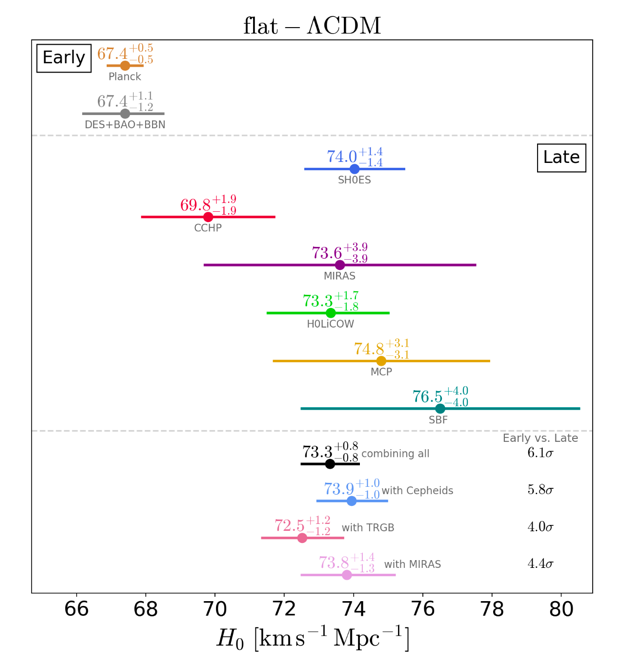 flat − ΛCDM
Early
67.4+0.5−0.5
Planck
67.4+1.1−1.2
DES+BAO+BBN
Late
74.0+1.4−1.4
SH0ES
69.8+1.9−1.9
CCHP
73.6+3.9−3.9
MIRAS
73.3+1.7−1.8
H0LiCOW
74.8+3.1−3.1
MCP
76.5+4.0−4.0
SBF
Early vs. Late
73.3+0.8−0.8 combining all 6.1σ
73.9+1.0−1.0 with Cepheids 5.8σ
72.5+1.2−1.2 with TRGB 4.0σ
73.8+1.4−1.3 with MIRAS 4.4σ
66 68 70 72 74 76 78 80
H0 [km s−1 Mpc−1]